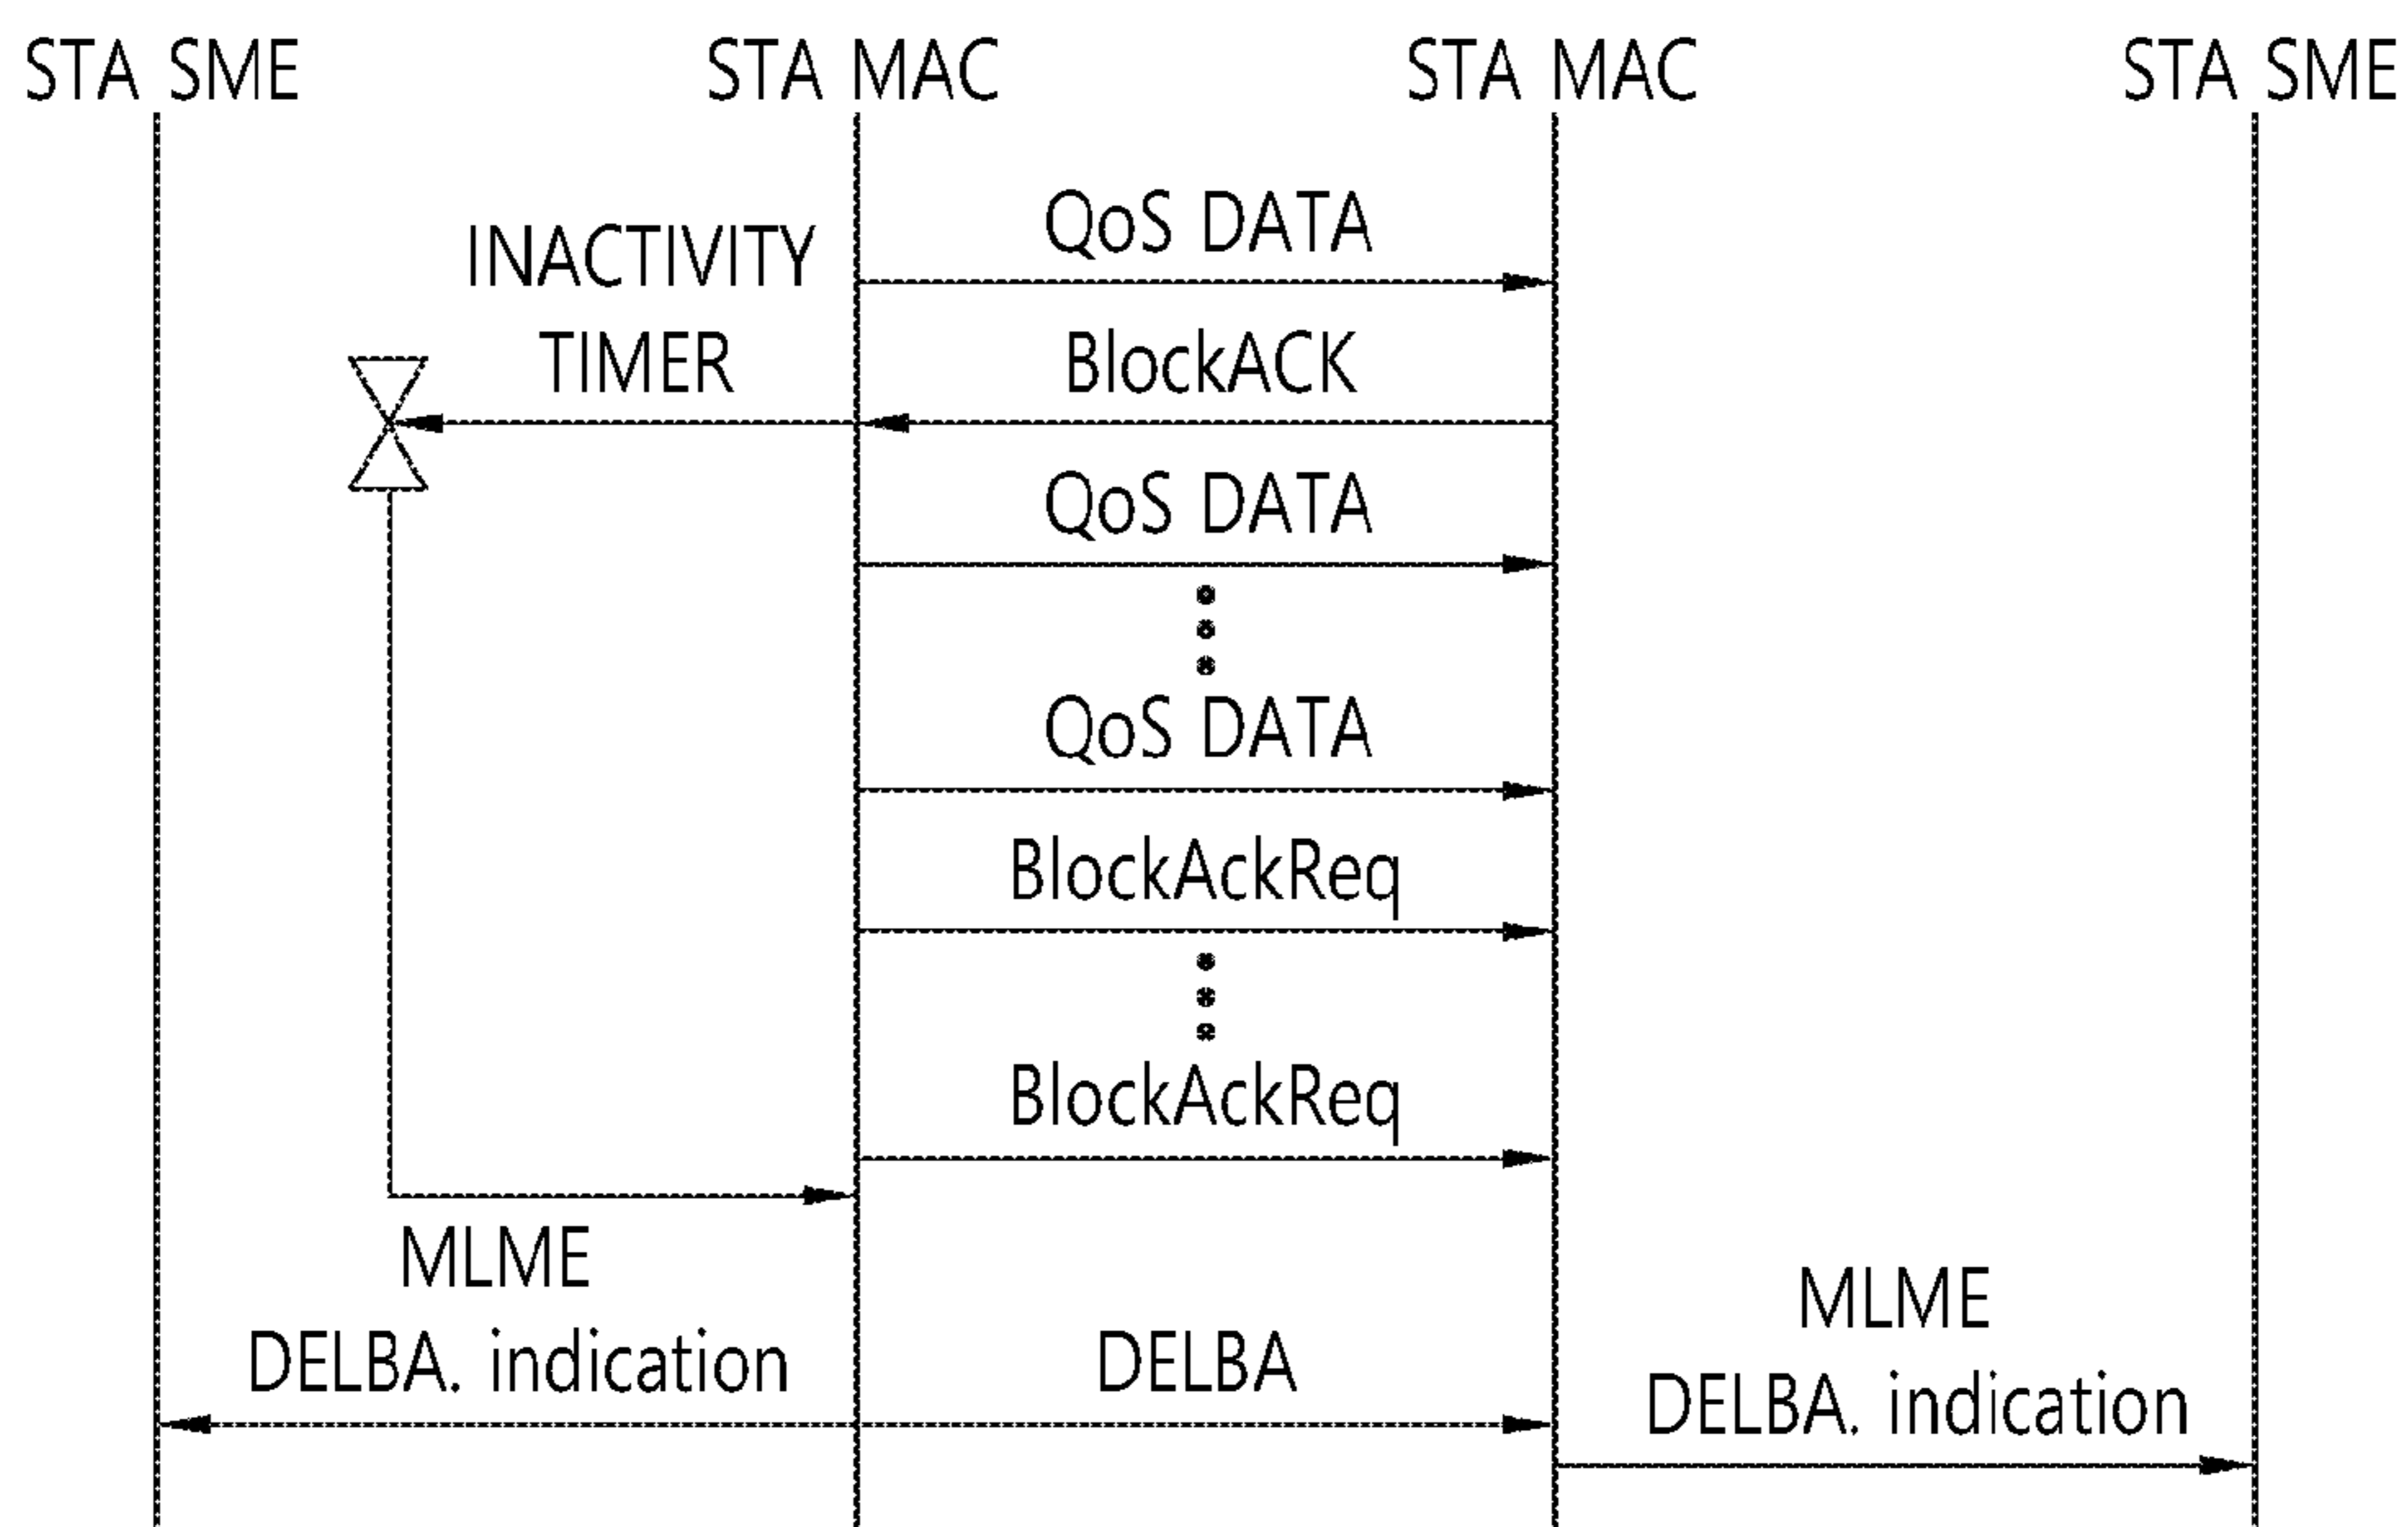 STA SME
STA MAC
STA MAC
STA SME
QoS DATA
INACTIVITY
TIMER
BlockACK
QoS DATA
QoS DATA
BlockAckReq
BlockAckReq
MLME
DELBA. indication
DELBA
MLME
DELBA. indication